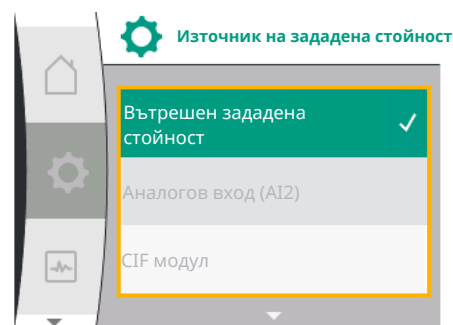 Източник на зададена стойност
Вътрешен зададена
стойност
Аналогов вход (AI2)
CIF модул